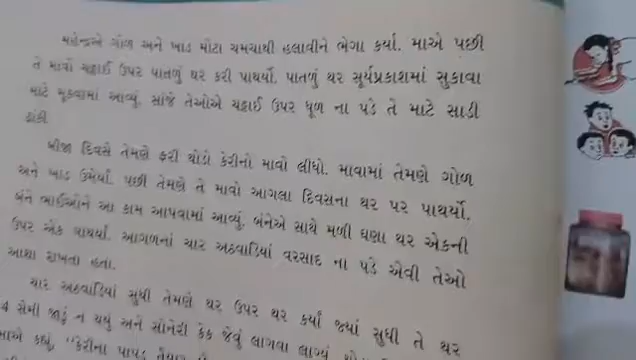 મહેન્દ્રએ ગોળ અને ખાંડ મોટા ચમચાથી હલાવીને ભેગા કર્યા. માએ પછી
તે માવો ચટ્ટાઈ ઉપર પાતળું થર કરી પાથર્યો. પાતળું થર સૂર્યપ્રકાશમાં સુકાવા
માટે મૂકવામાં આવ્યું. સાંજે તેઓએ ચટ્ટાઈ ઉપર ધૂળ ના પડે તે માટે સાડી
ઢાંકી
બીજા દિવસે તેમણે ફરી થોડો કેરીનો માવો લીધો. માવામાં તેમણે ગોળ
અને ખાંડ ઉમેર્યાં. પછી તેમણે તે માવો આગલા દિવસના થર પર પાથર્યો.
બંને ભાઈઓને આ કામ આપવામાં આવ્યું. બંનેએ સાથે મળી ઘણા થર એકની
ઉપર એક પાથર્યા. આગળનાં ચાર અઠવાડિયાં વરસાદ ના પડે એવી તેઓ
આશા રાખતા હતા.
ચાર અઠવાડિયાં સુધી તેમણે થર ઉપર થર કર્યાં જ્યાં સુધી તે થર
4 સેમી જાડું ન થયું અને સોનેરી કેક જેવું લાગવા લાગ્યું
માએ કહ્યું, "કેરીના પાપડ તૈયાર